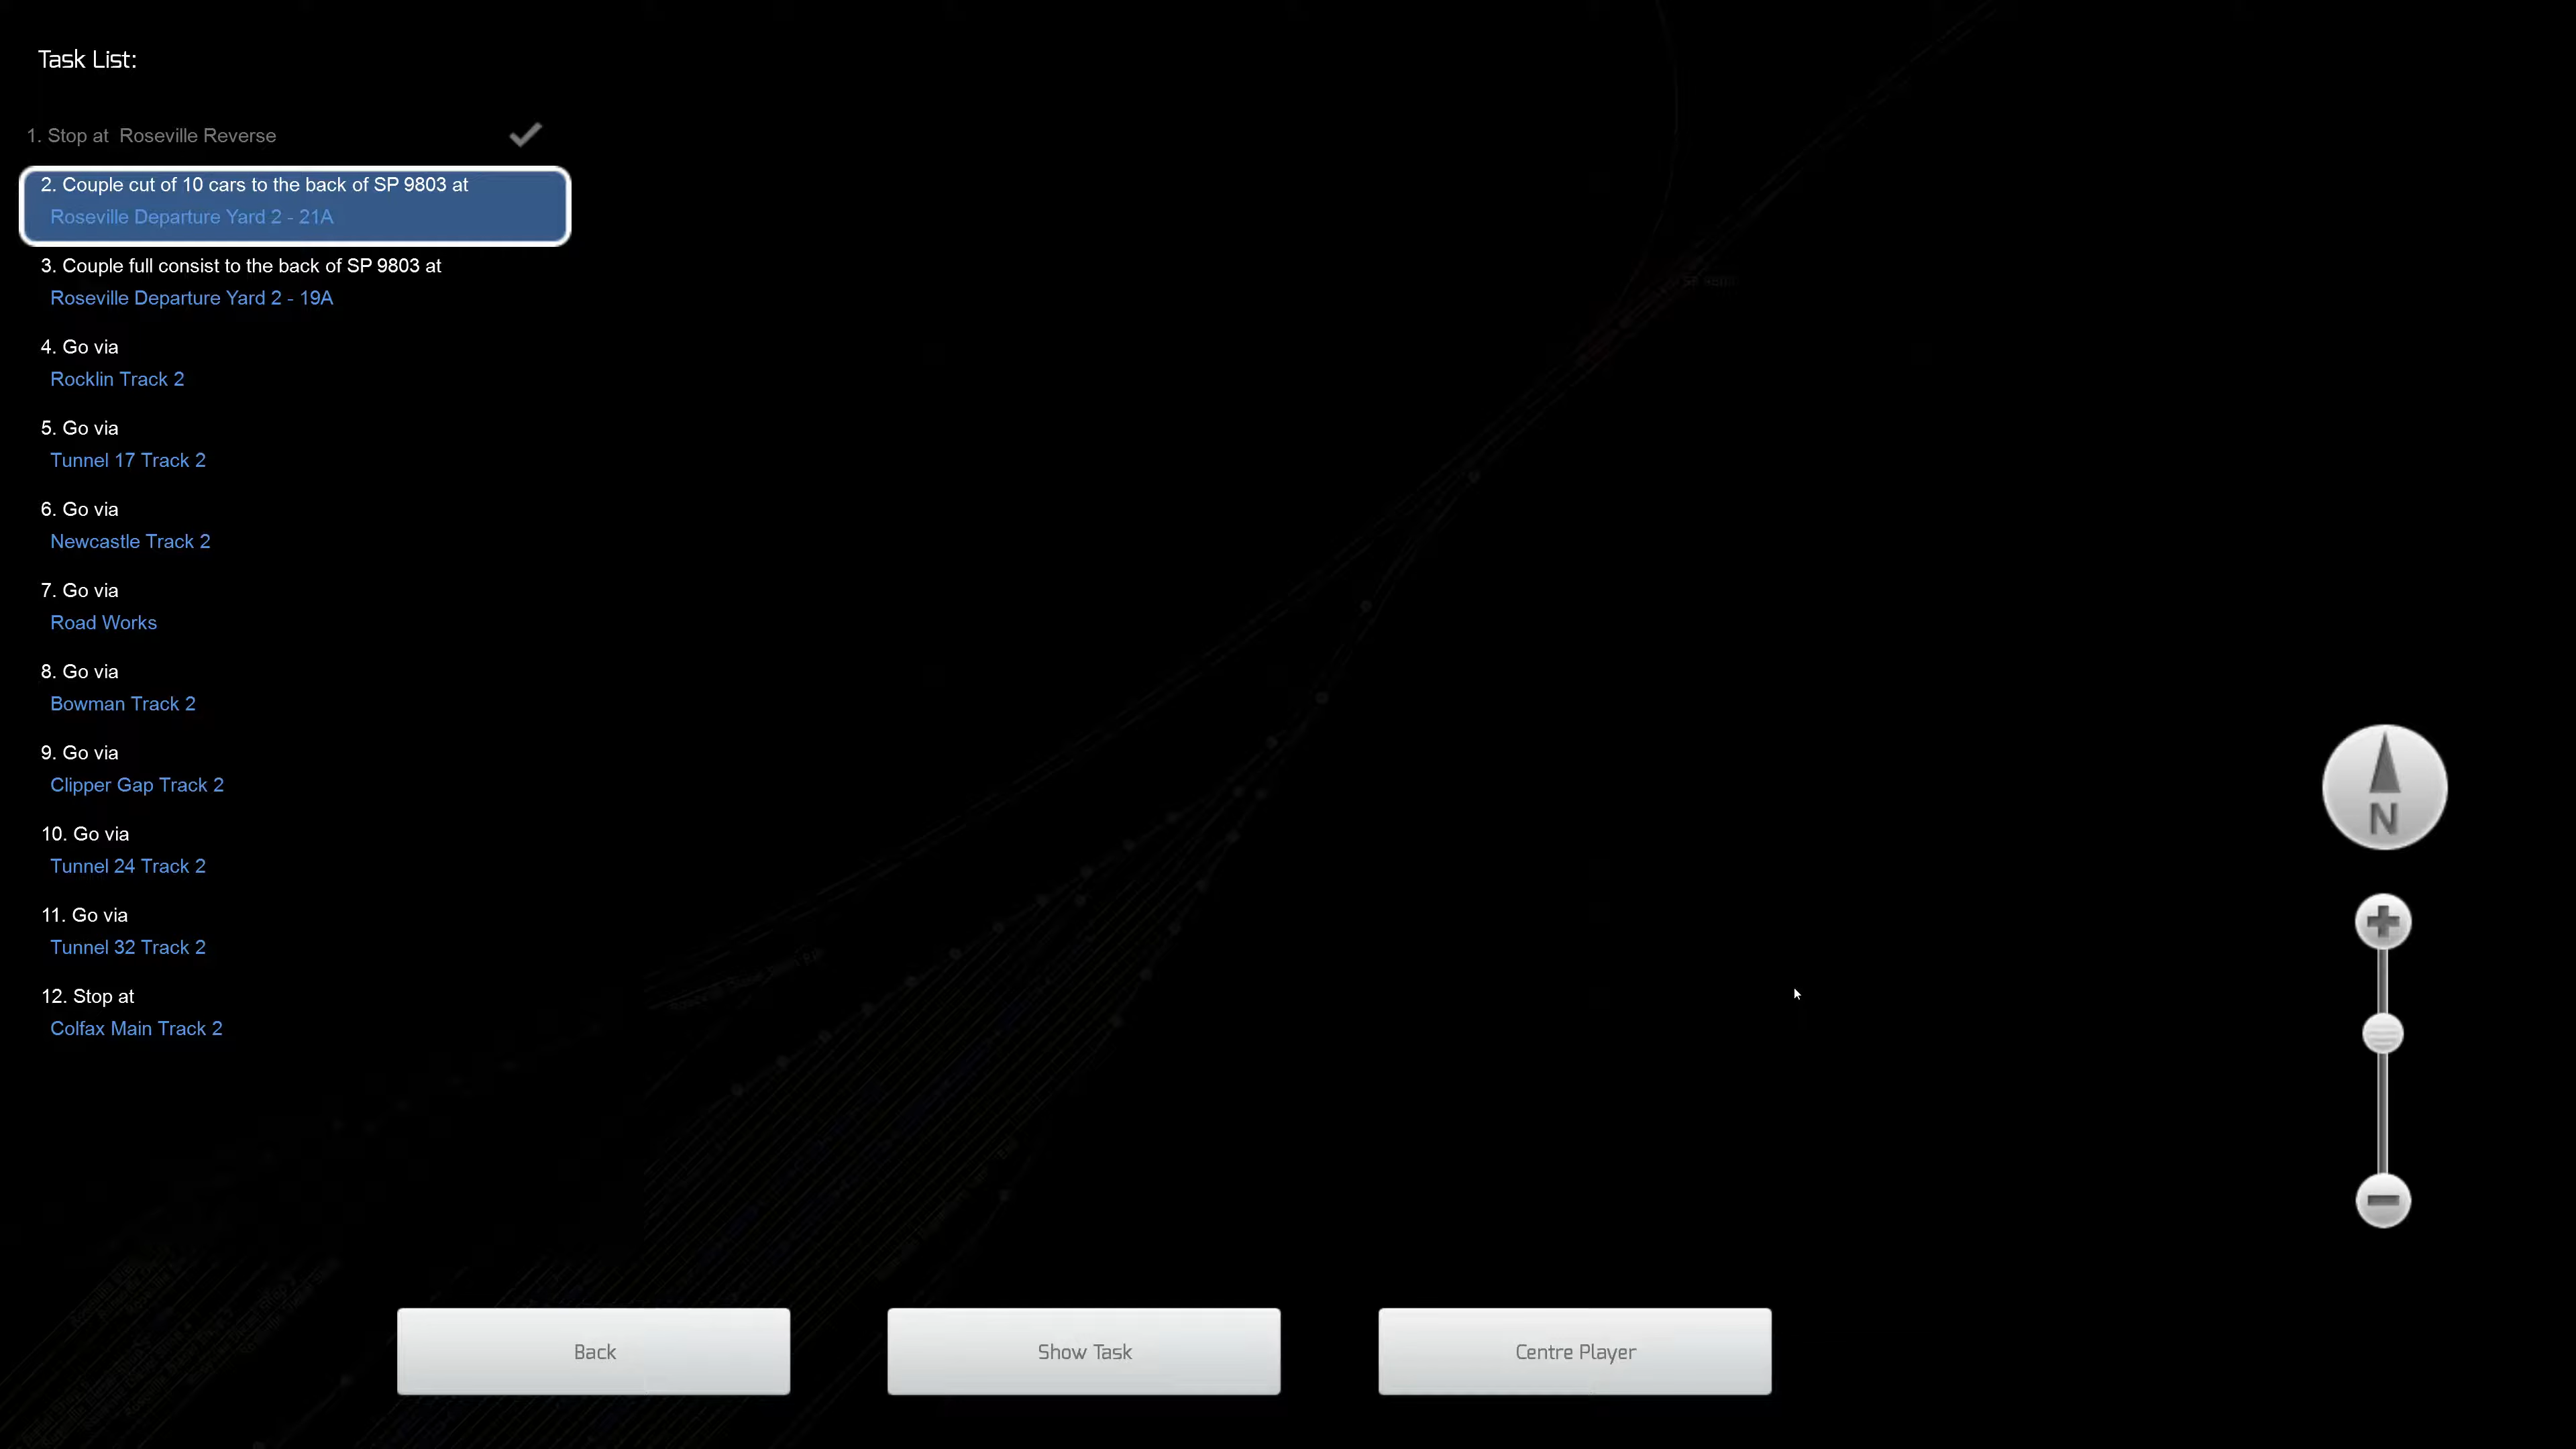 Task List:
1. Stop at  Roseville Reverse
2. Couple cut of 10 cars to the back of SP 9803 at
Roseville Departure Yard 2 - 21A
3. Couple full consist to the back of SP 9803 at
Roseville Departure Yard 2 - 19A
4. Go via
Rocklin Track 2
5. Go via
Tunnel 17 Track 2
6. Go via
Newcastle Track 2
7. Go via
Road Works
8. Go via
Bowman Track 2
9. Go via
Clipper Gap Track 2
10. Go via
Tunnel 24 Track 2
11. Go via
Tunnel 32 Track 2
12. Stop at
Colfax Main Track 2
N
Back
Show Task
Centre Player